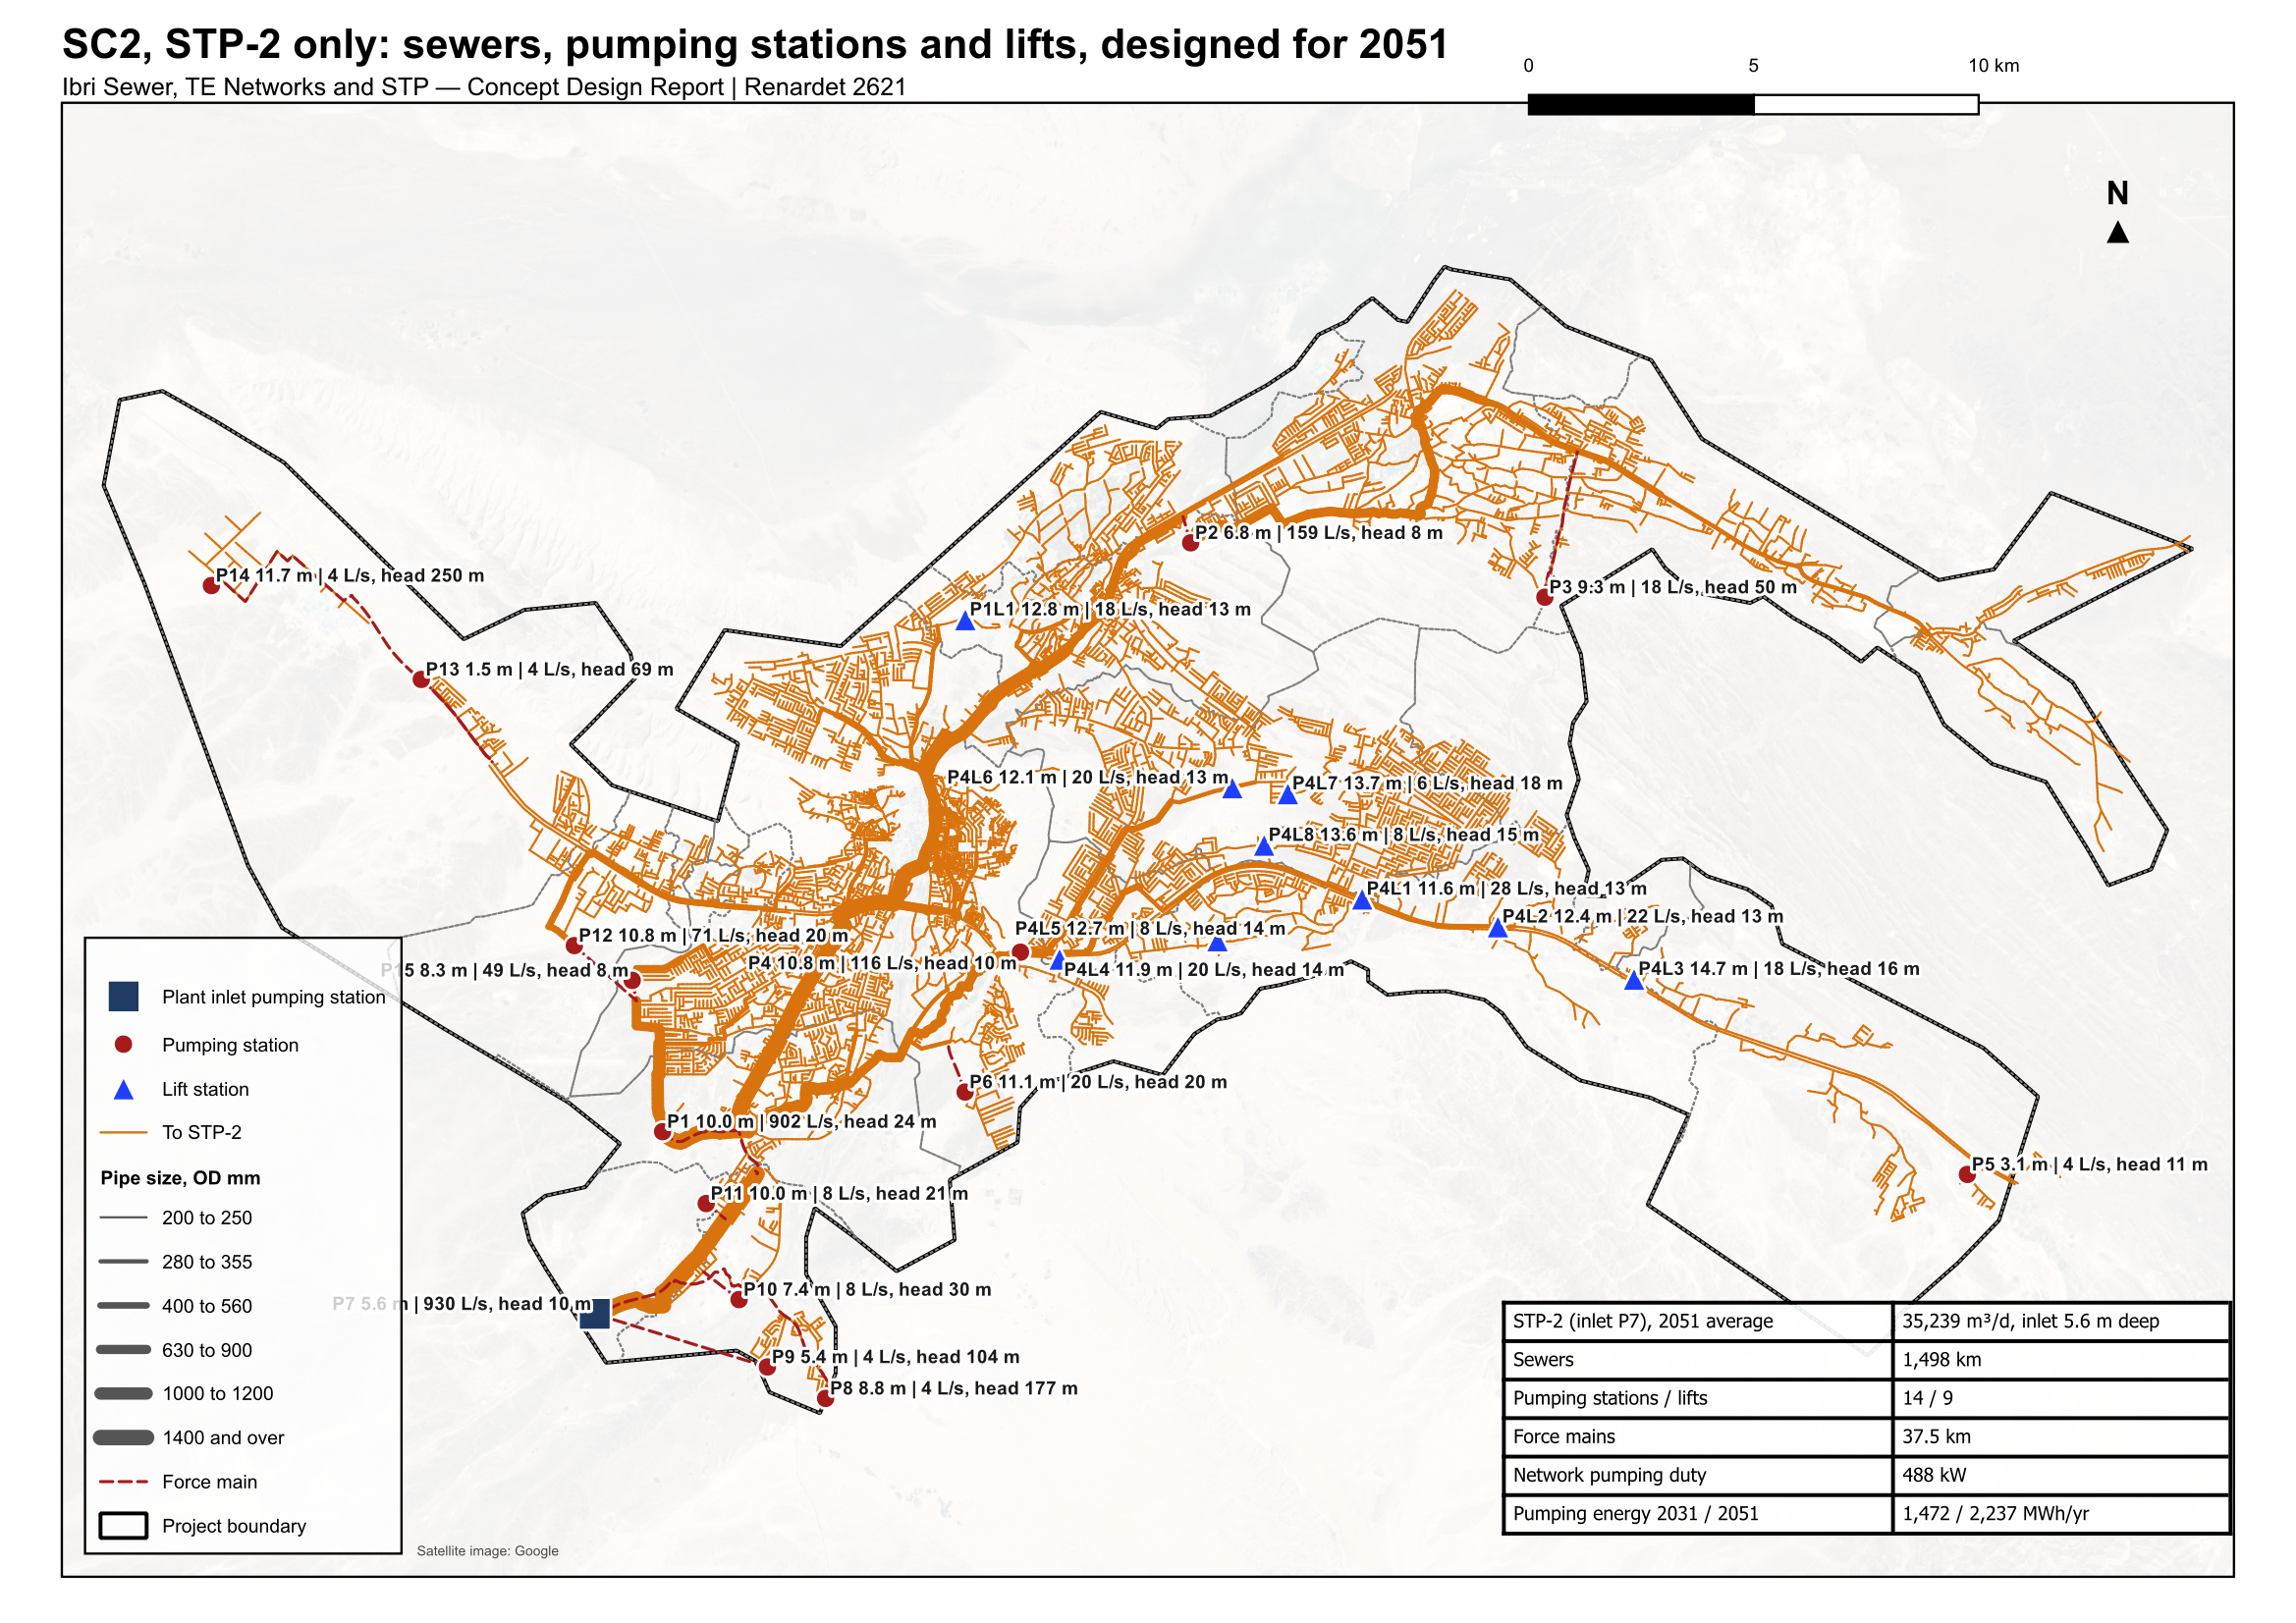 SC2, STP-2 only: sewers, pumping stations and lifts, designed for 2051
Ibri Sewer, TE Networks and STP — Concept Design Report | Renardet 2621
0 5 10 km
N
P2 6.8 m | 159 L/s, head 8 m
P14 11.7 m | 4 L/s, head 250 m
P3 9.3 m | 18 L/s, head 50 m
P1L1 12.8 m | 18 L/s, head 13 m
P13 1.5 m | 4 L/s, head 69 m
P4L6 12.1 m | 20 L/s, head 13 m
P4L7 13.7 m | 6 L/s, head 18 m
P4L8 13.6 m | 8 L/s, head 15 m
P4L1 11.6 m | 28 L/s, head 13 m
P4L2 12.4 m | 22 L/s, head 13 m
P4L5 12.7 m | 8 L/s, head 14 m
P12 10.8 m | 71 L/s, head 20 m
P4 10.8 m | 116 L/s, head 10 m
P4L4 11.9 m | 20 L/s, head 14 m
P4L3 14.7 m | 18 L/s, head 16 m
P15 8.3 m | 49 L/s, head 8 m
P6 11.1 m | 20 L/s, head 20 m
P1 10.0 m | 902 L/s, head 24 m
P5 3.1 m | 4 L/s, head 11 m
P11 10.0 m | 8 L/s, head 21 m
P10 7.4 m | 8 L/s, head 30 m
P7 5.6 m | 930 L/s, head 10 m
P9 5.4 m | 4 L/s, head 104 m
P8 8.8 m | 4 L/s, head 177 m
Plant inlet pumping station
Pumping station
Lift station
To STP-2
Pipe size, OD mm
200 to 250
280 to 355
400 to 560
630 to 900
1000 to 1200
1400 and over
Force main
Project boundary
Satellite image: Google
STP-2 (inlet P7), 2051 average 35,239 m³/d, inlet 5.6 m deep
Sewers 1,498 km
Pumping stations / lifts 14 / 9
Force mains 37.5 km
Network pumping duty 488 kW
Pumping energy 2031 / 2051 1,472 / 2,237 MWh/yr